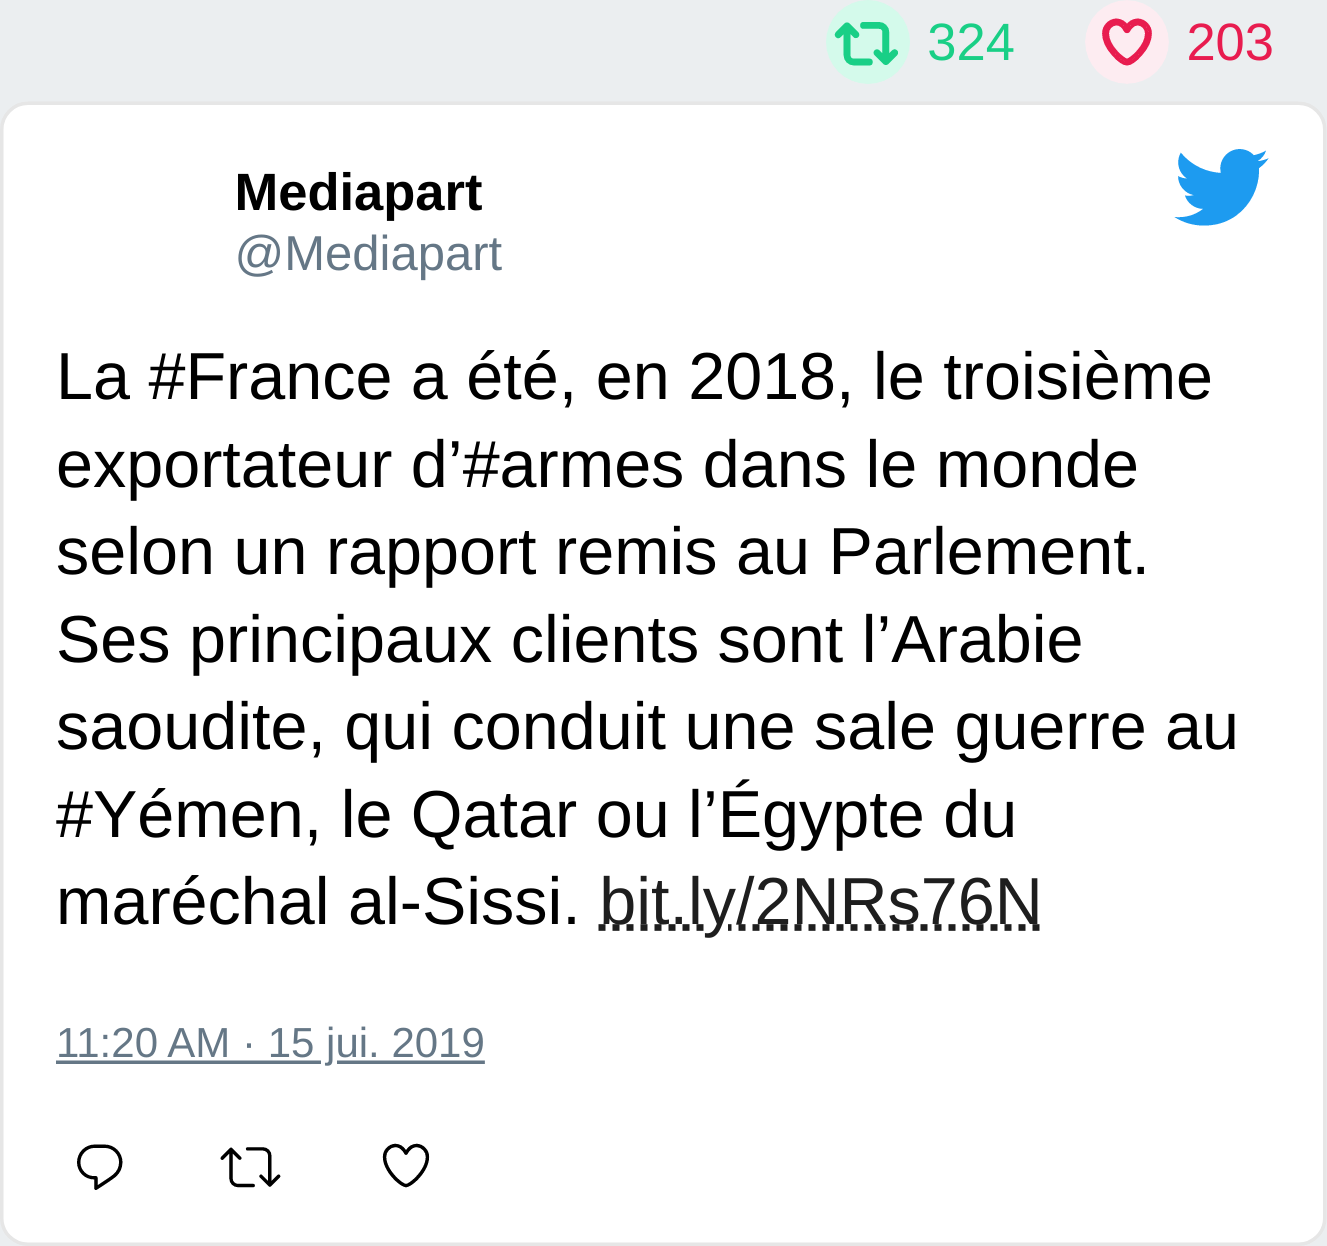 324 203
Mediapart
@Mediapart
La #France a été, en 2018, le troisième
exportateur d’#armes dans le monde
selon un rapport remis au Parlement.
Ses principaux clients sont l’Arabie
saoudite, qui conduit une sale guerre au
#Yémen, le Qatar ou l’Égypte du
maréchal al-Sissi. bit.ly/2NRs76N
11:20 AM · 15 jui. 2019